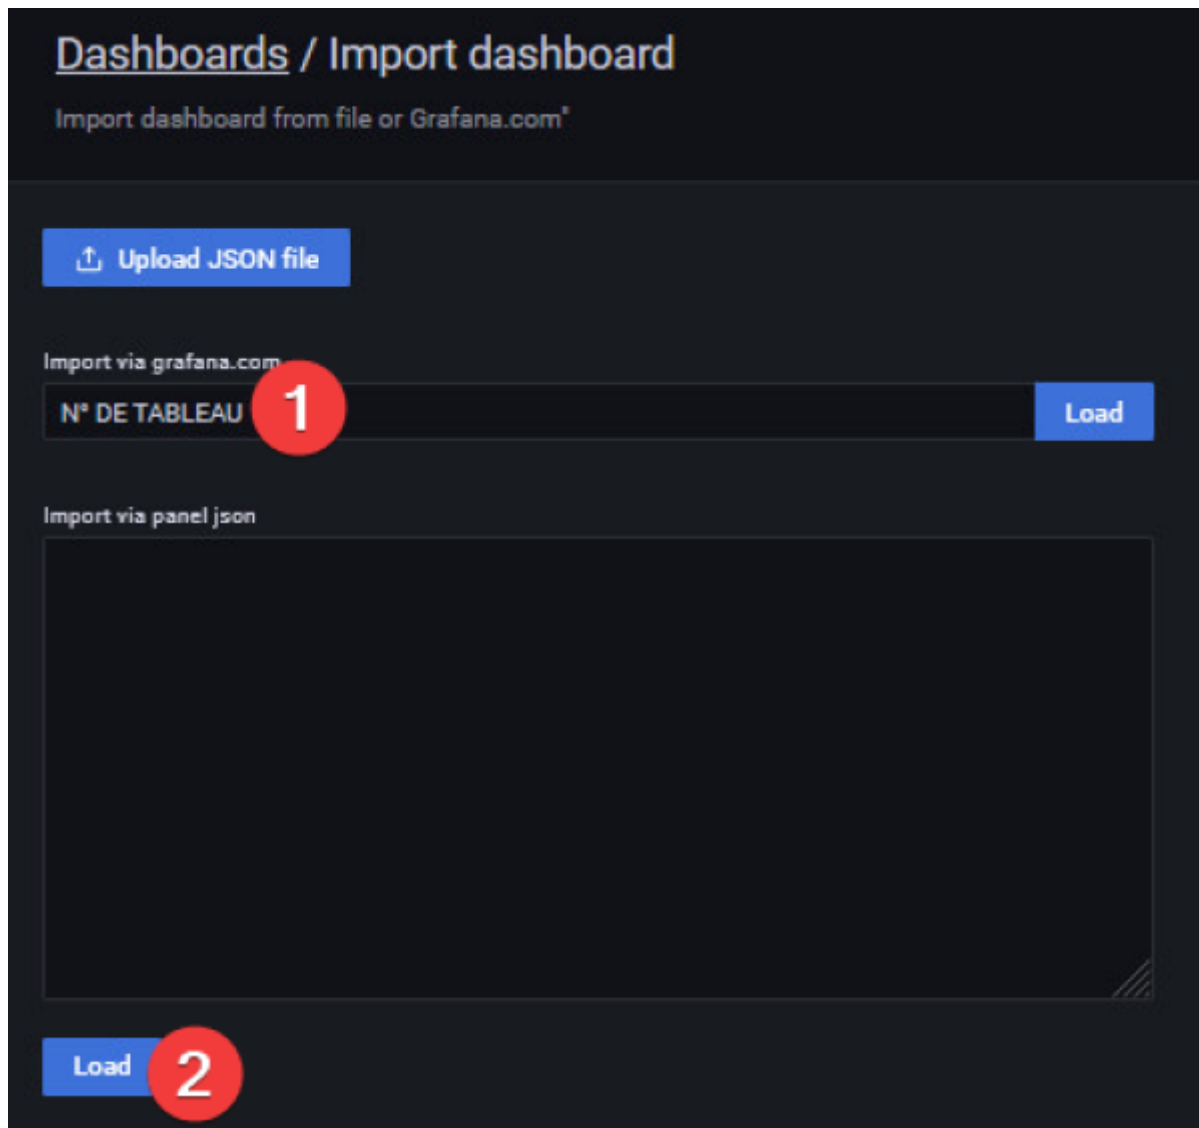 Dashboards / Import dashboard
Import dashboard from file or Grafana.com"
Upload JSON file
Import via grafana.com
N° DE TABLEAU 1 Load
Import via panel json
Load 2